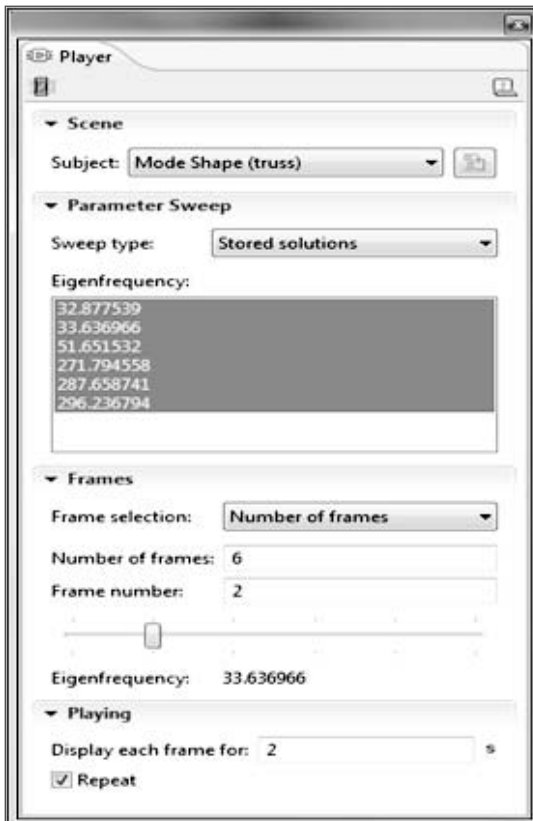 Player
Scene
Subject: Mode Shape (truss)
Parameter Sweep
Sweep type: Stored solutions
Eigenfrequency:
32.877539
33.636966
51.651532
271.794558
287.658741
296.236794
Frames
Frame selection: Number of frames
Number of frames: 6
Frame number: 2
Eigenfrequency: 33.636966
Playing
Display each frame for: 2 s
Repeat